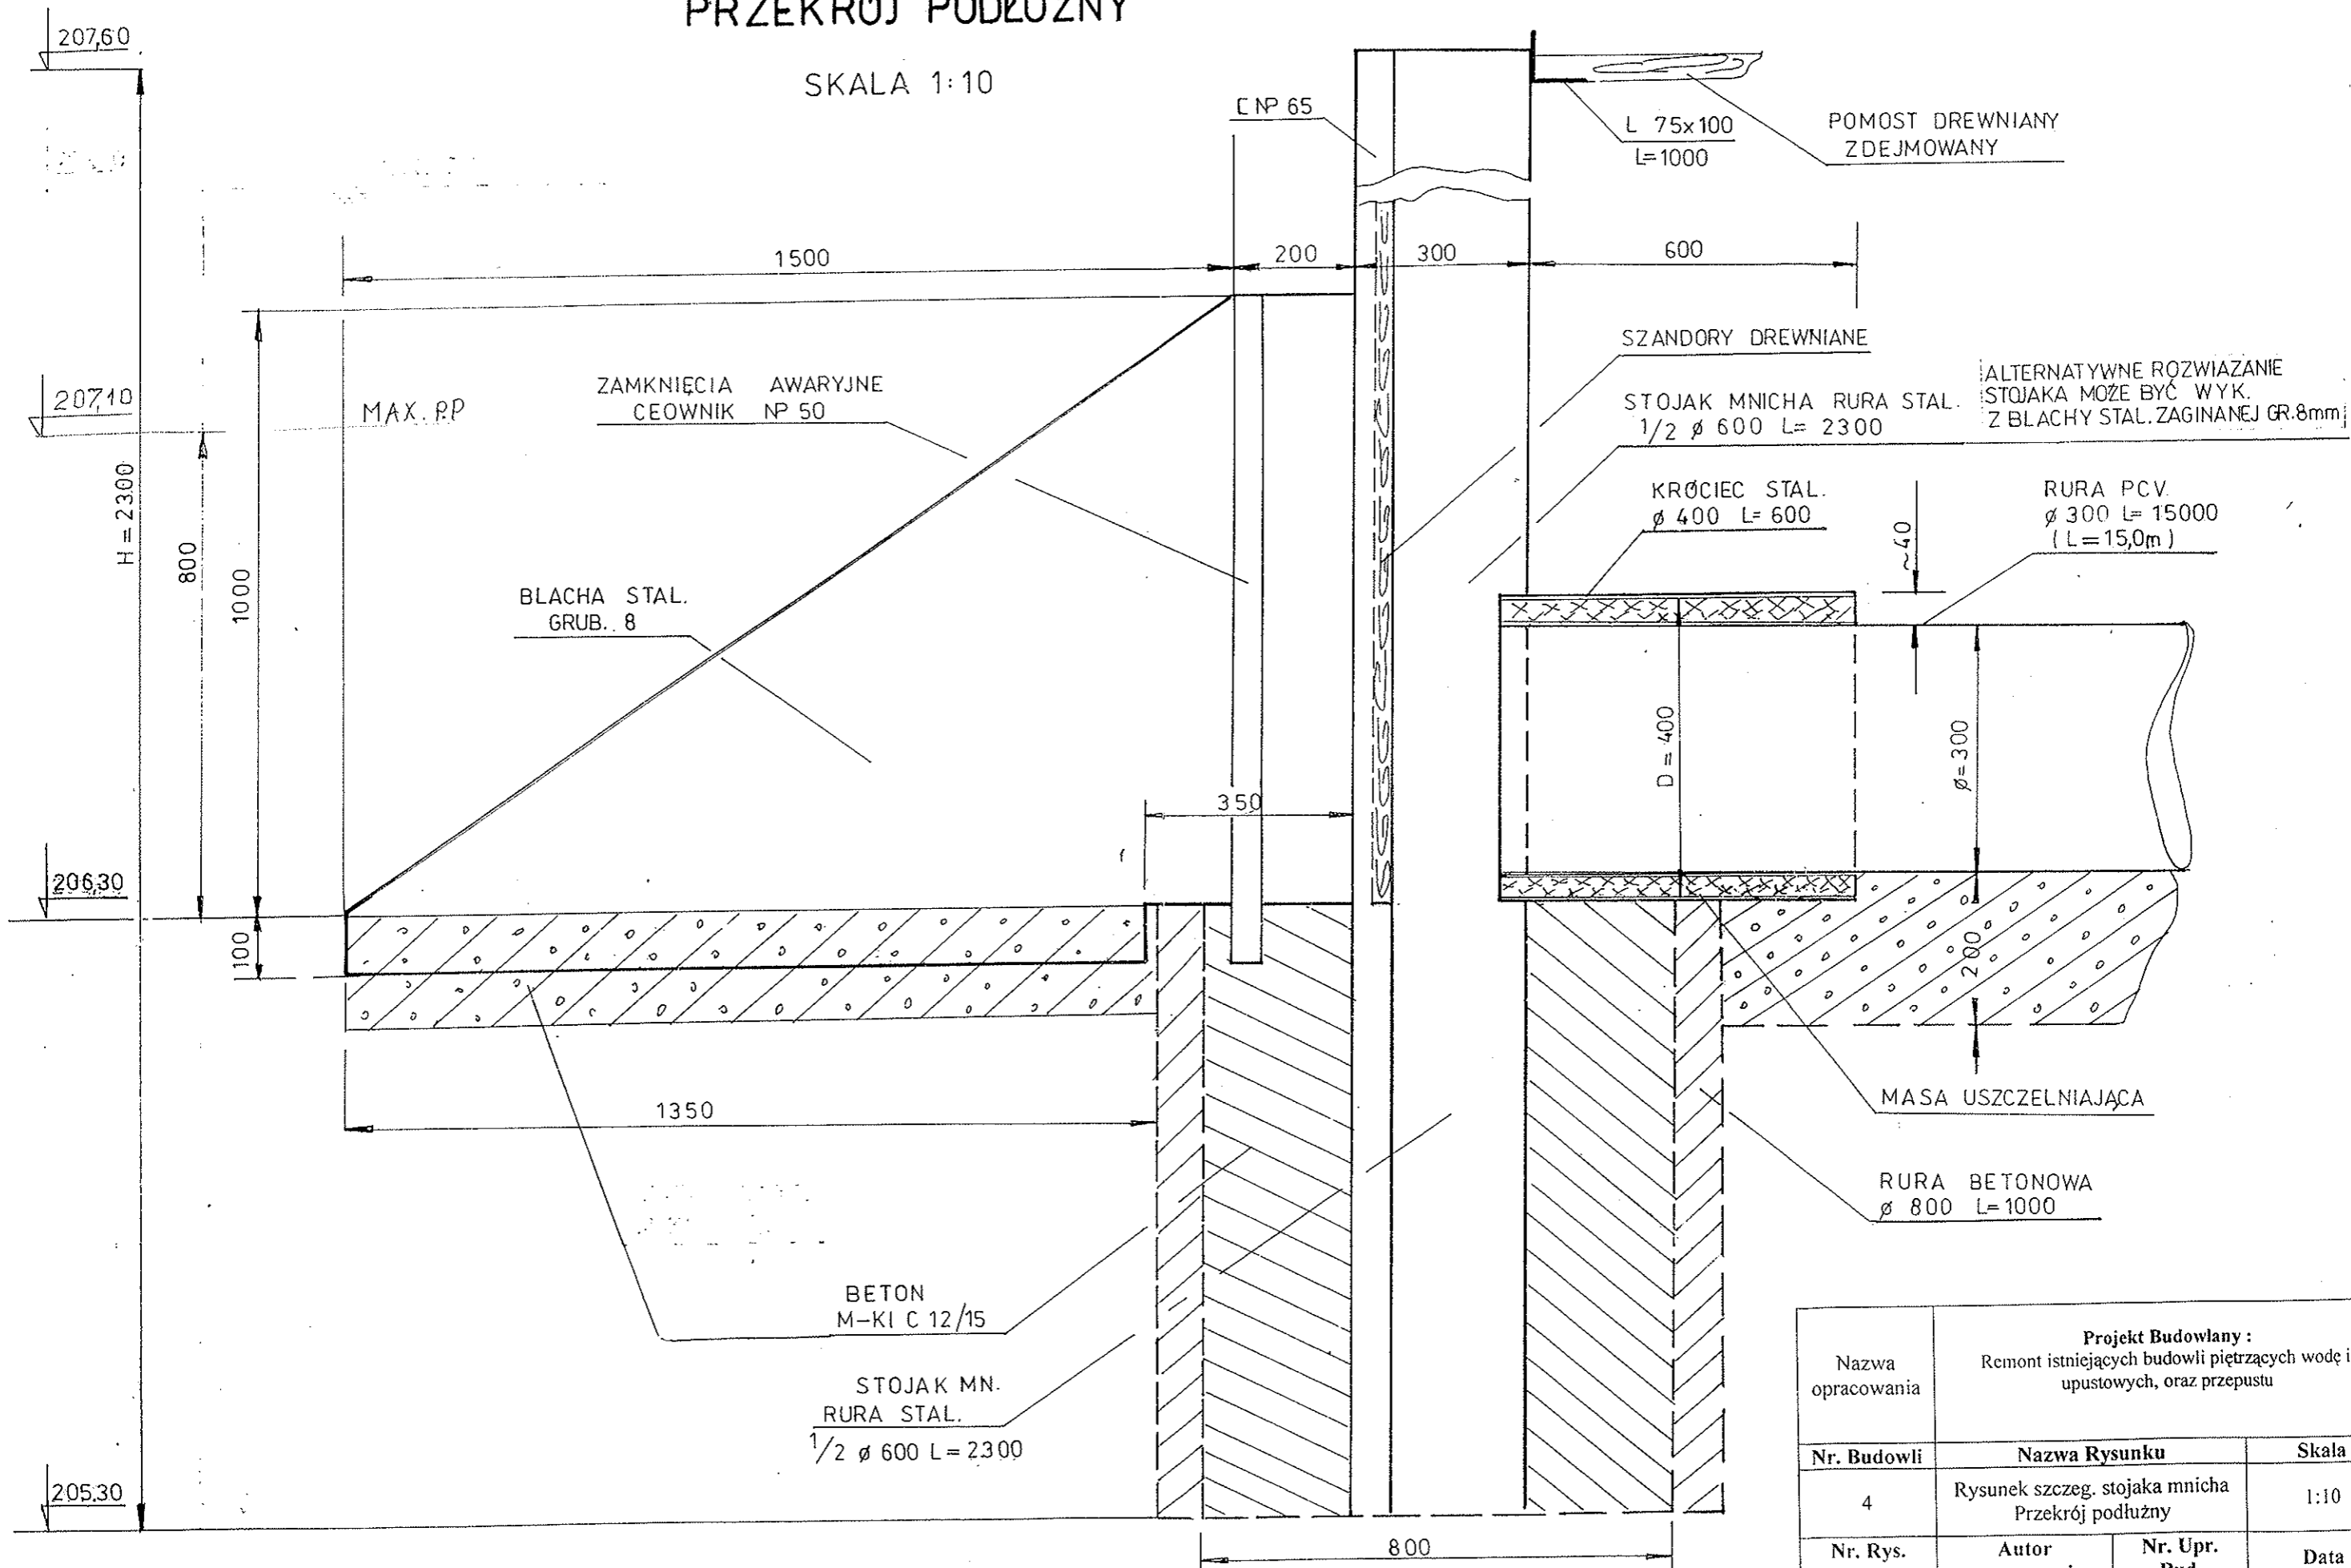 PRZEKRÓJ PODŁUŻNY
SKALA 1:10
207,60
207,10
206,30
205,30
H=2300
800
1000
100
MAX. P.P
1500
200
300
600
C NP 65
L 75x100
L=1000
POMOST DREWNIANY
ZDEJMOWANY
ZAMKNIĘCIA AWARYJNE
CEOWNIK NP 50
BLACHA STAL.
GRUB. 8
SZANDORY DREWNIANE
STOJAK MNICHA RURA STAL.
1/2 ø 600 L= 2300
ALTERNATYWNE ROZWIĄZANIE
STOJAKA MOŻE BYĆ WYK.
Z BLACHY STAL. ZAGINANEJ GR.8mm
KRÓCIEC STAL.
ø 400 L= 600
~40
RURA PCV.
ø 300 L= 15000
(L=15,0m)
350
D=400
ø=300
200
1350
MASA USZCZELNIAJĄCA
RURA BETONOWA
ø 800 L=1000
BETON
M-KI C 12/15
STOJAK MN.
RURA STAL.
1/2 ø 600 L=2300
800
Nazwa
opracowania
Projekt Budowlany :
Remont istniejących budowli piętrzących wodę i
upustowych, oraz przepustu
Nr. Budowli
Nazwa Rysunku
Skala
4
Rysunek szczeg. stojaka mnicha
Przekrój podłużny
1:10
Nr. Rys.
Autor
Nr. Upr.
Data